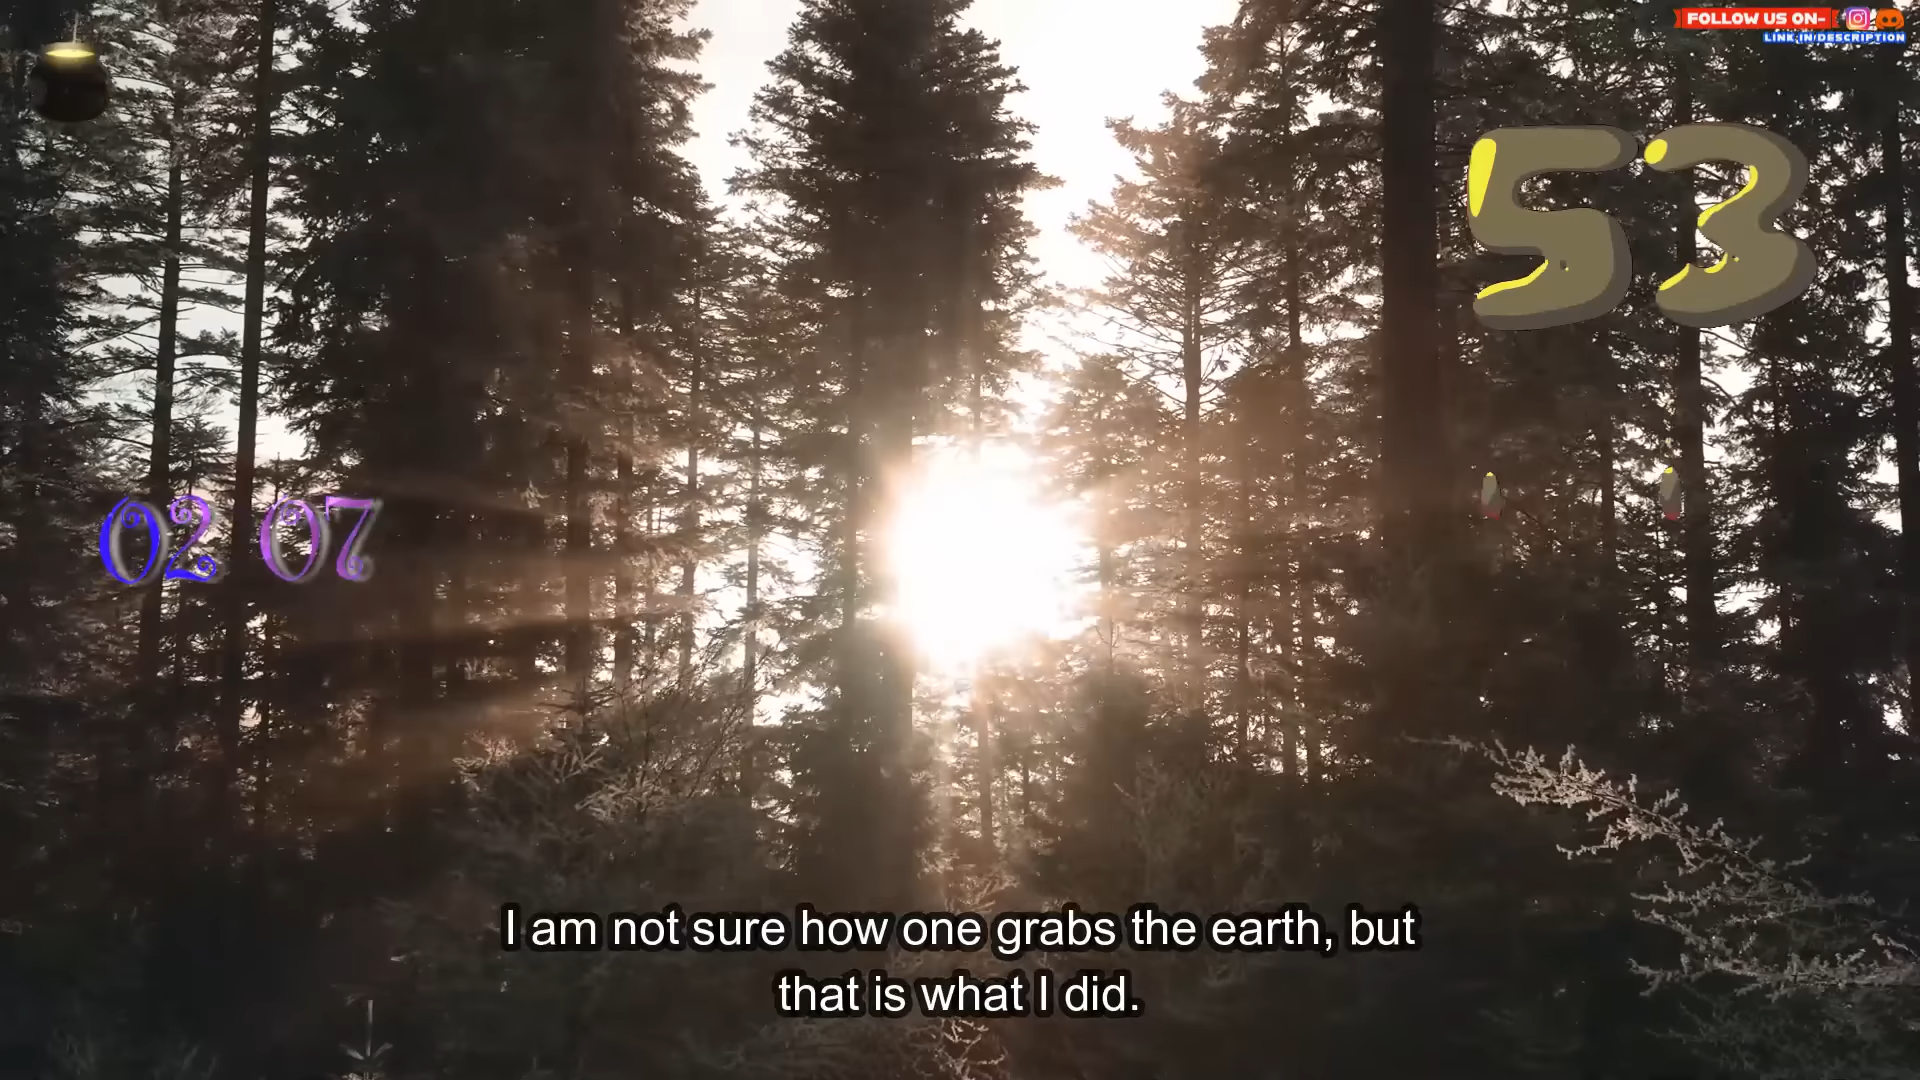 FOLLOW US ON-
LINK IN DESCRIPTION
53
02 07
I am not sure how one grabs the earth, but
that is what I did.